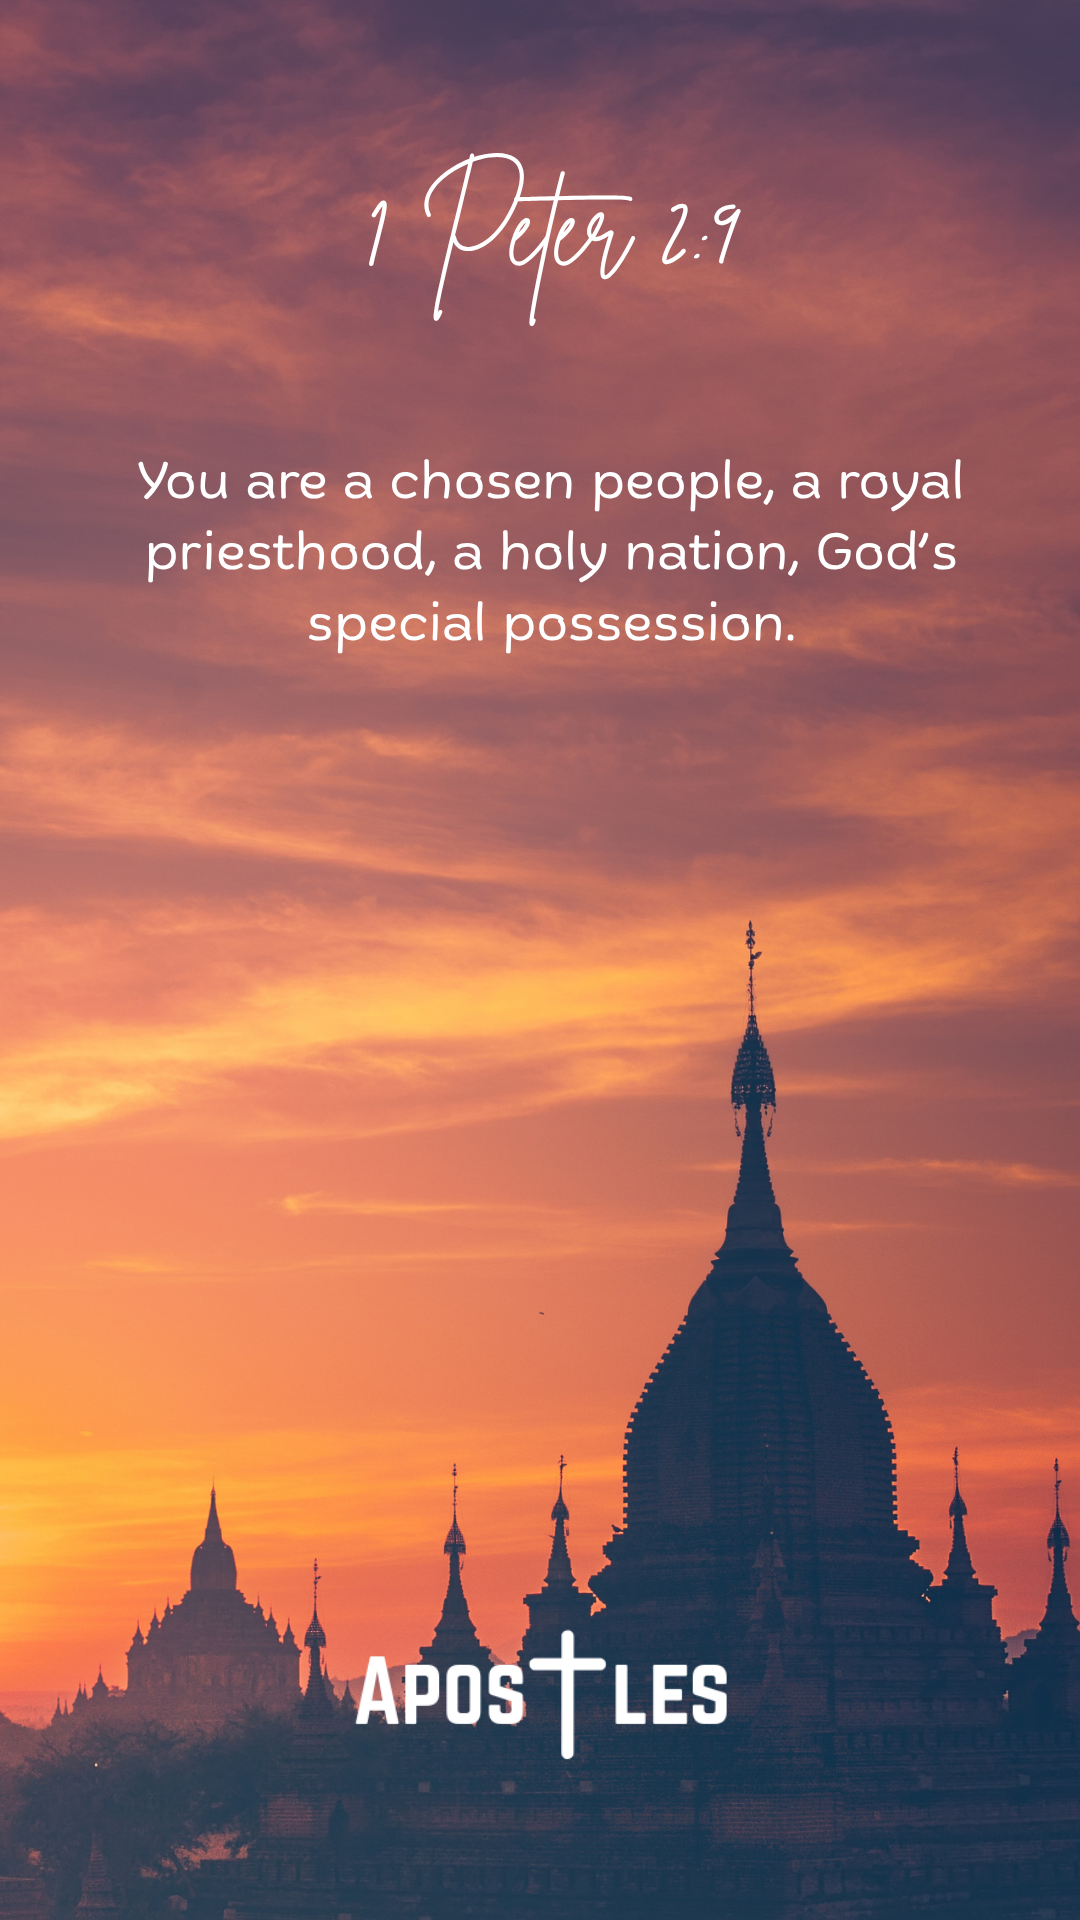 1 Peter 2:9
You are a chosen people, a royal
priesthood, a holy nation, God's
special possession.
APOSTLES